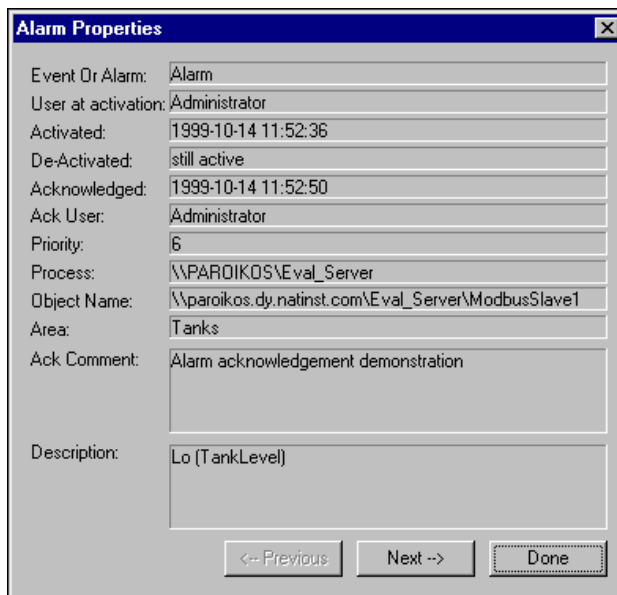 Alarm Properties
Event Or Alarm: Alarm
User at activation: Administrator
Activated: 1999-10-14 11:52:36
De-Activated: still active
Acknowledged: 1999-10-14 11:52:50
Ack User: Administrator
Priority: 6
Process: \\PAROIKOS\Eval_Server
Object Name: \\paroikos.dy.natinst.com\Eval_Server\ModbusSlave1
Area: Tanks
Ack Comment: Alarm acknowledgement demonstration
Description: Lo (TankLevel)
<-- Previous Next --> Done